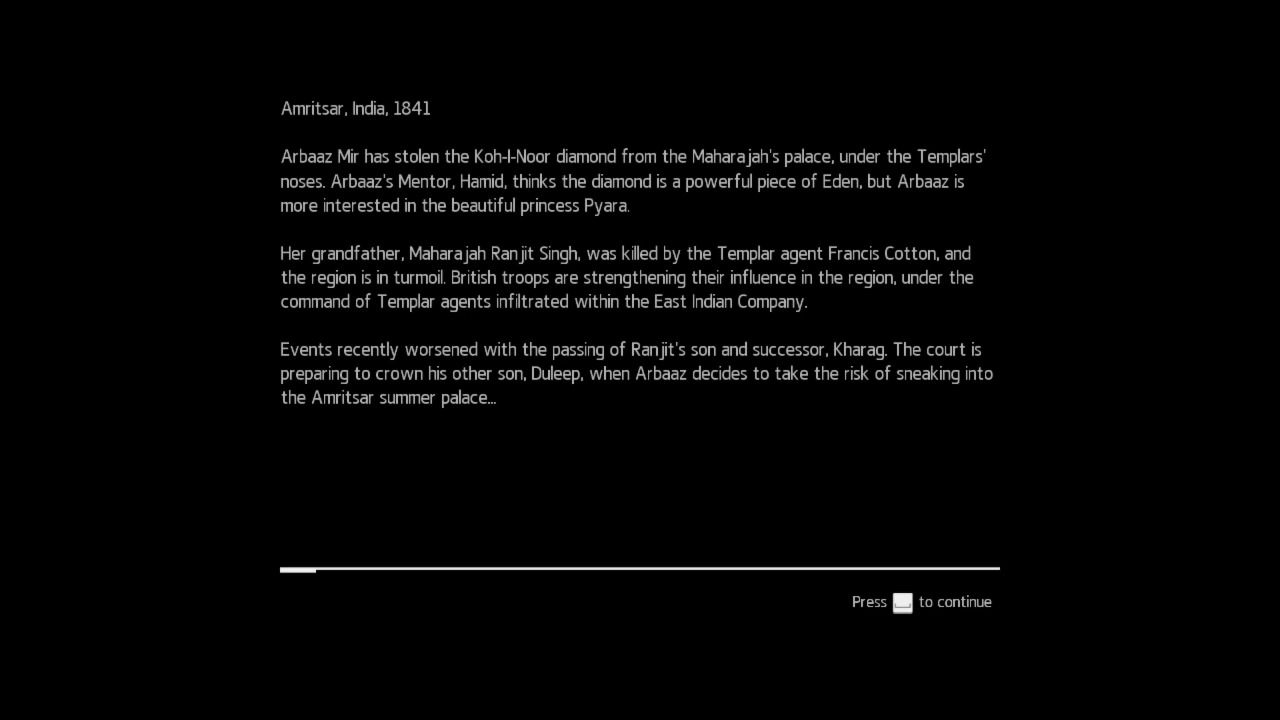 Amritsar, India, 1841
Arbaaz Mir has stolen the Koh-I-Noor diamond from the Maharajah's palace, under the Templars'
noses. Arbaaz's Mentor, Hamid, thinks the diamond is a powerful piece of Eden, but Arbaaz is
more interested in the beautiful princess Pyara.
Her grandfather, Maharajah Ranjit Singh, was killed by the Templar agent Francis Cotton, and
the region is in turmoil. British troops are strengthening their influence in the region, under the
command of Templar agents infiltrated within the East Indian Company.
Events recently worsened with the passing of Ranjit's son and successor, Kharag. The court is
preparing to crown his other son, Duleep, when Arbaaz decides to take the risk of sneaking into
the Amritsar summer palace...
Press to continue